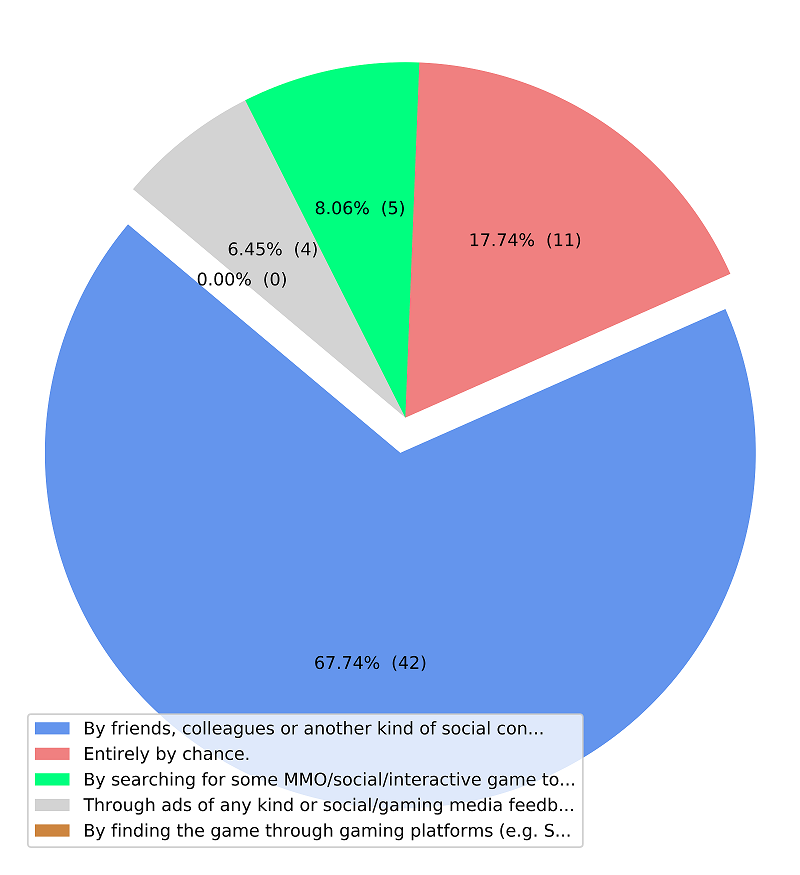 8.06%  (5)
17.74%  (11)
6.45%  (4)
0.00%  (0)
67.74%  (42)
By friends, colleagues or another kind of social con...
Entirely by chance.
By searching for some MMO/social/interactive game to...
Through ads of any kind or social/gaming media feedb...
By finding the game through gaming platforms (e.g. S...